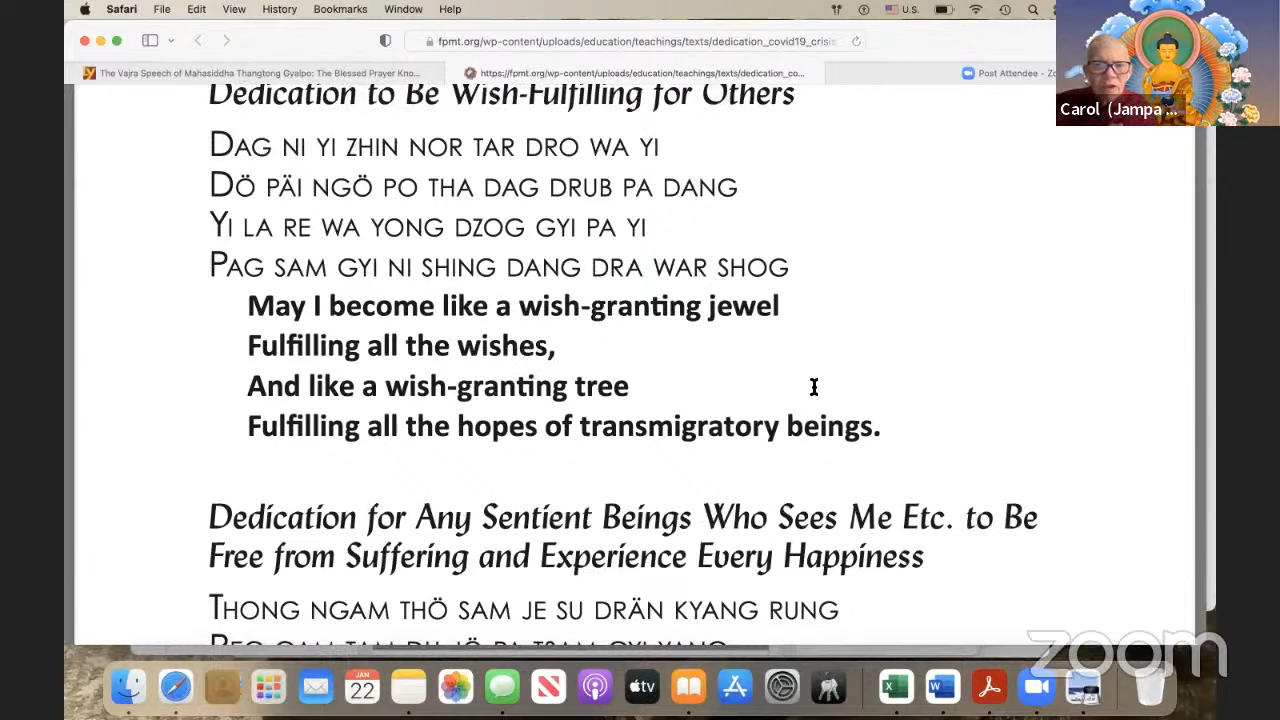 Safari File Edit View History Bookmarks Window Help U.S.
fpmt.org/wp-content/uploads/education/teachings/texts/dedication_covid19_crisis
The Vajra Speech of Mahasiddha Thangtong Gyalpo: The Blessed Prayer Kno... https://fpmt.org/wp-content/uploads/education/teachings/texts/dedication_co... Post Attendee - Zo
Carol (Jampa ...
Dedication to Be Wish-Fulfilling for Others
DAG NI YI ZHIN NOR TAR DRO WA YI
DÖ PÄI NGÖ PO THA DAG DRUB PA DANG
YI LA RE WA YONG DZOG GYI PA YI
PAG SAM GYI NI SHING DANG DRA WAR SHOG
May I become like a wish-granting jewel
Fulfilling all the wishes,
And like a wish-granting tree
Fulfilling all the hopes of transmigratory beings.
Dedication for Any Sentient Beings Who Sees Me Etc. to Be
Free from Suffering and Experience Every Happiness
THONG NGAM THÖ SAM JE SU DRÄN KYANG RUNG
zoom
JAN
22
tv